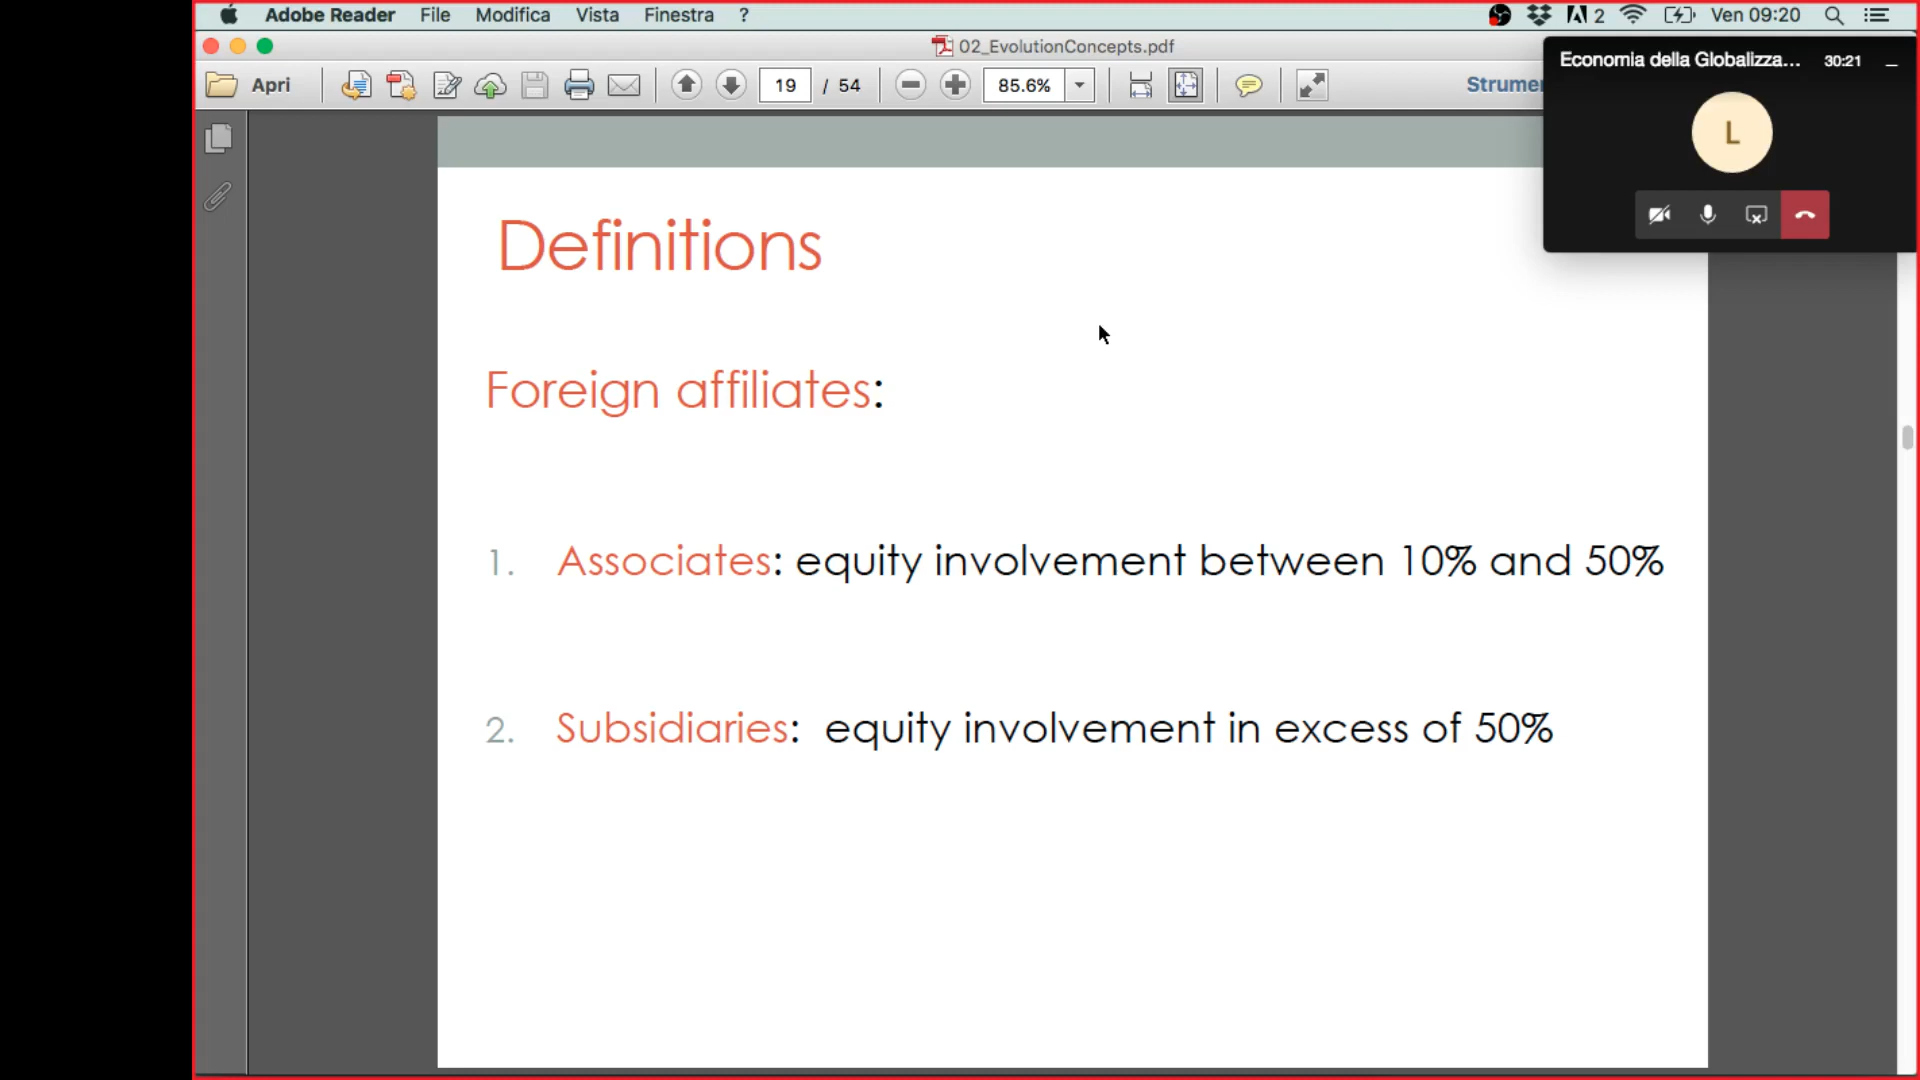 Adobe Reader File Modifica Vista Finestra ? 2 Ven 09:20
02_EvolutionConcepts.pdf
Apri 19 / 54 85.6% Strumen
Economia della Globalizza... 30:21
L
Definitions
Foreign affiliates:
1. Associates: equity involvement between 10% and 50%
2. Subsidiaries: equity involvement in excess of 50%